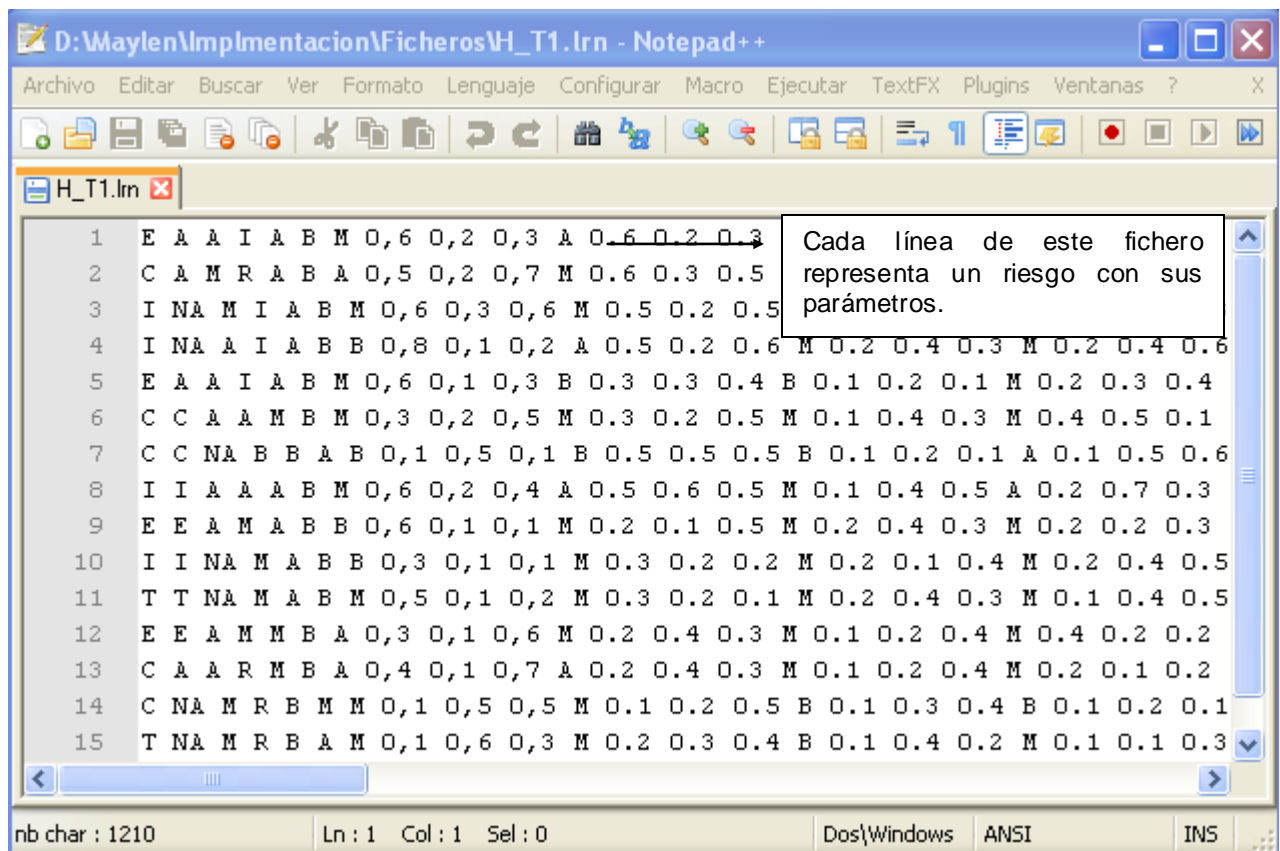 D:\Maylen\Implmentacion\Ficheros\H_T1.lrn - Notepad++
Archivo Editar Buscar Ver Formato Lenguaje Configurar Macro Ejecutar TextFX Plugins Ventanas ? X
H_T1.lrn
1 E A A I A B M 0,6 0,2 0,3 A 0.6 0.2 0.3
2 C A M R A B A 0,5 0,2 0,7 M 0.6 0.3 0.5
3 I NA M I A B M 0,6 0,3 0,6 M 0.5 0.2 0.5
Cada línea de este fichero
representa un riesgo con sus
parámetros.
4 I NA A I A B B 0,8 0,1 0,2 A 0.5 0.2 0.6 M 0.2 0.4 0.3 M 0.2 0.4 0.6
5 E A A I A B M 0,6 0,1 0,3 B 0.3 0.3 0.4 B 0.1 0.2 0.1 M 0.2 0.3 0.4
6 C C A A M B M 0,3 0,2 0,5 M 0.3 0.2 0.5 M 0.1 0.4 0.3 M 0.4 0.5 0.1
7 C C NA B B A B 0,1 0,5 0,1 B 0.5 0.5 0.5 B 0.1 0.2 0.1 A 0.1 0.5 0.6
8 I I A A A B M 0,6 0,2 0,4 A 0.5 0.6 0.5 M 0.1 0.4 0.5 A 0.2 0.7 0.3
9 E E A M A B B 0,6 0,1 0,1 M 0.2 0.1 0.5 M 0.2 0.4 0.3 M 0.2 0.2 0.3
10 I I NA M A B B 0,3 0,1 0,1 M 0.3 0.2 0.2 M 0.2 0.1 0.4 M 0.2 0.4 0.5
11 T T NA M A B M 0,5 0,1 0,2 M 0.3 0.2 0.1 M 0.2 0.4 0.3 M 0.1 0.4 0.5
12 E E A M M B A 0,3 0,1 0,6 M 0.2 0.4 0.3 M 0.1 0.2 0.4 M 0.4 0.2 0.2
13 C A A R M B A 0,4 0,1 0,7 A 0.2 0.4 0.3 M 0.1 0.2 0.4 M 0.2 0.1 0.2
14 C NA M R B M M 0,1 0,5 0,5 M 0.1 0.2 0.5 B 0.1 0.3 0.4 B 0.1 0.2 0.1
15 T NA M R B A M 0,1 0,6 0,3 M 0.2 0.3 0.4 B 0.1 0.4 0.2 M 0.1 0.1 0.3
nb char : 1210 Ln : 1 Col : 1 Sel : 0 Dos\Windows ANSI INS